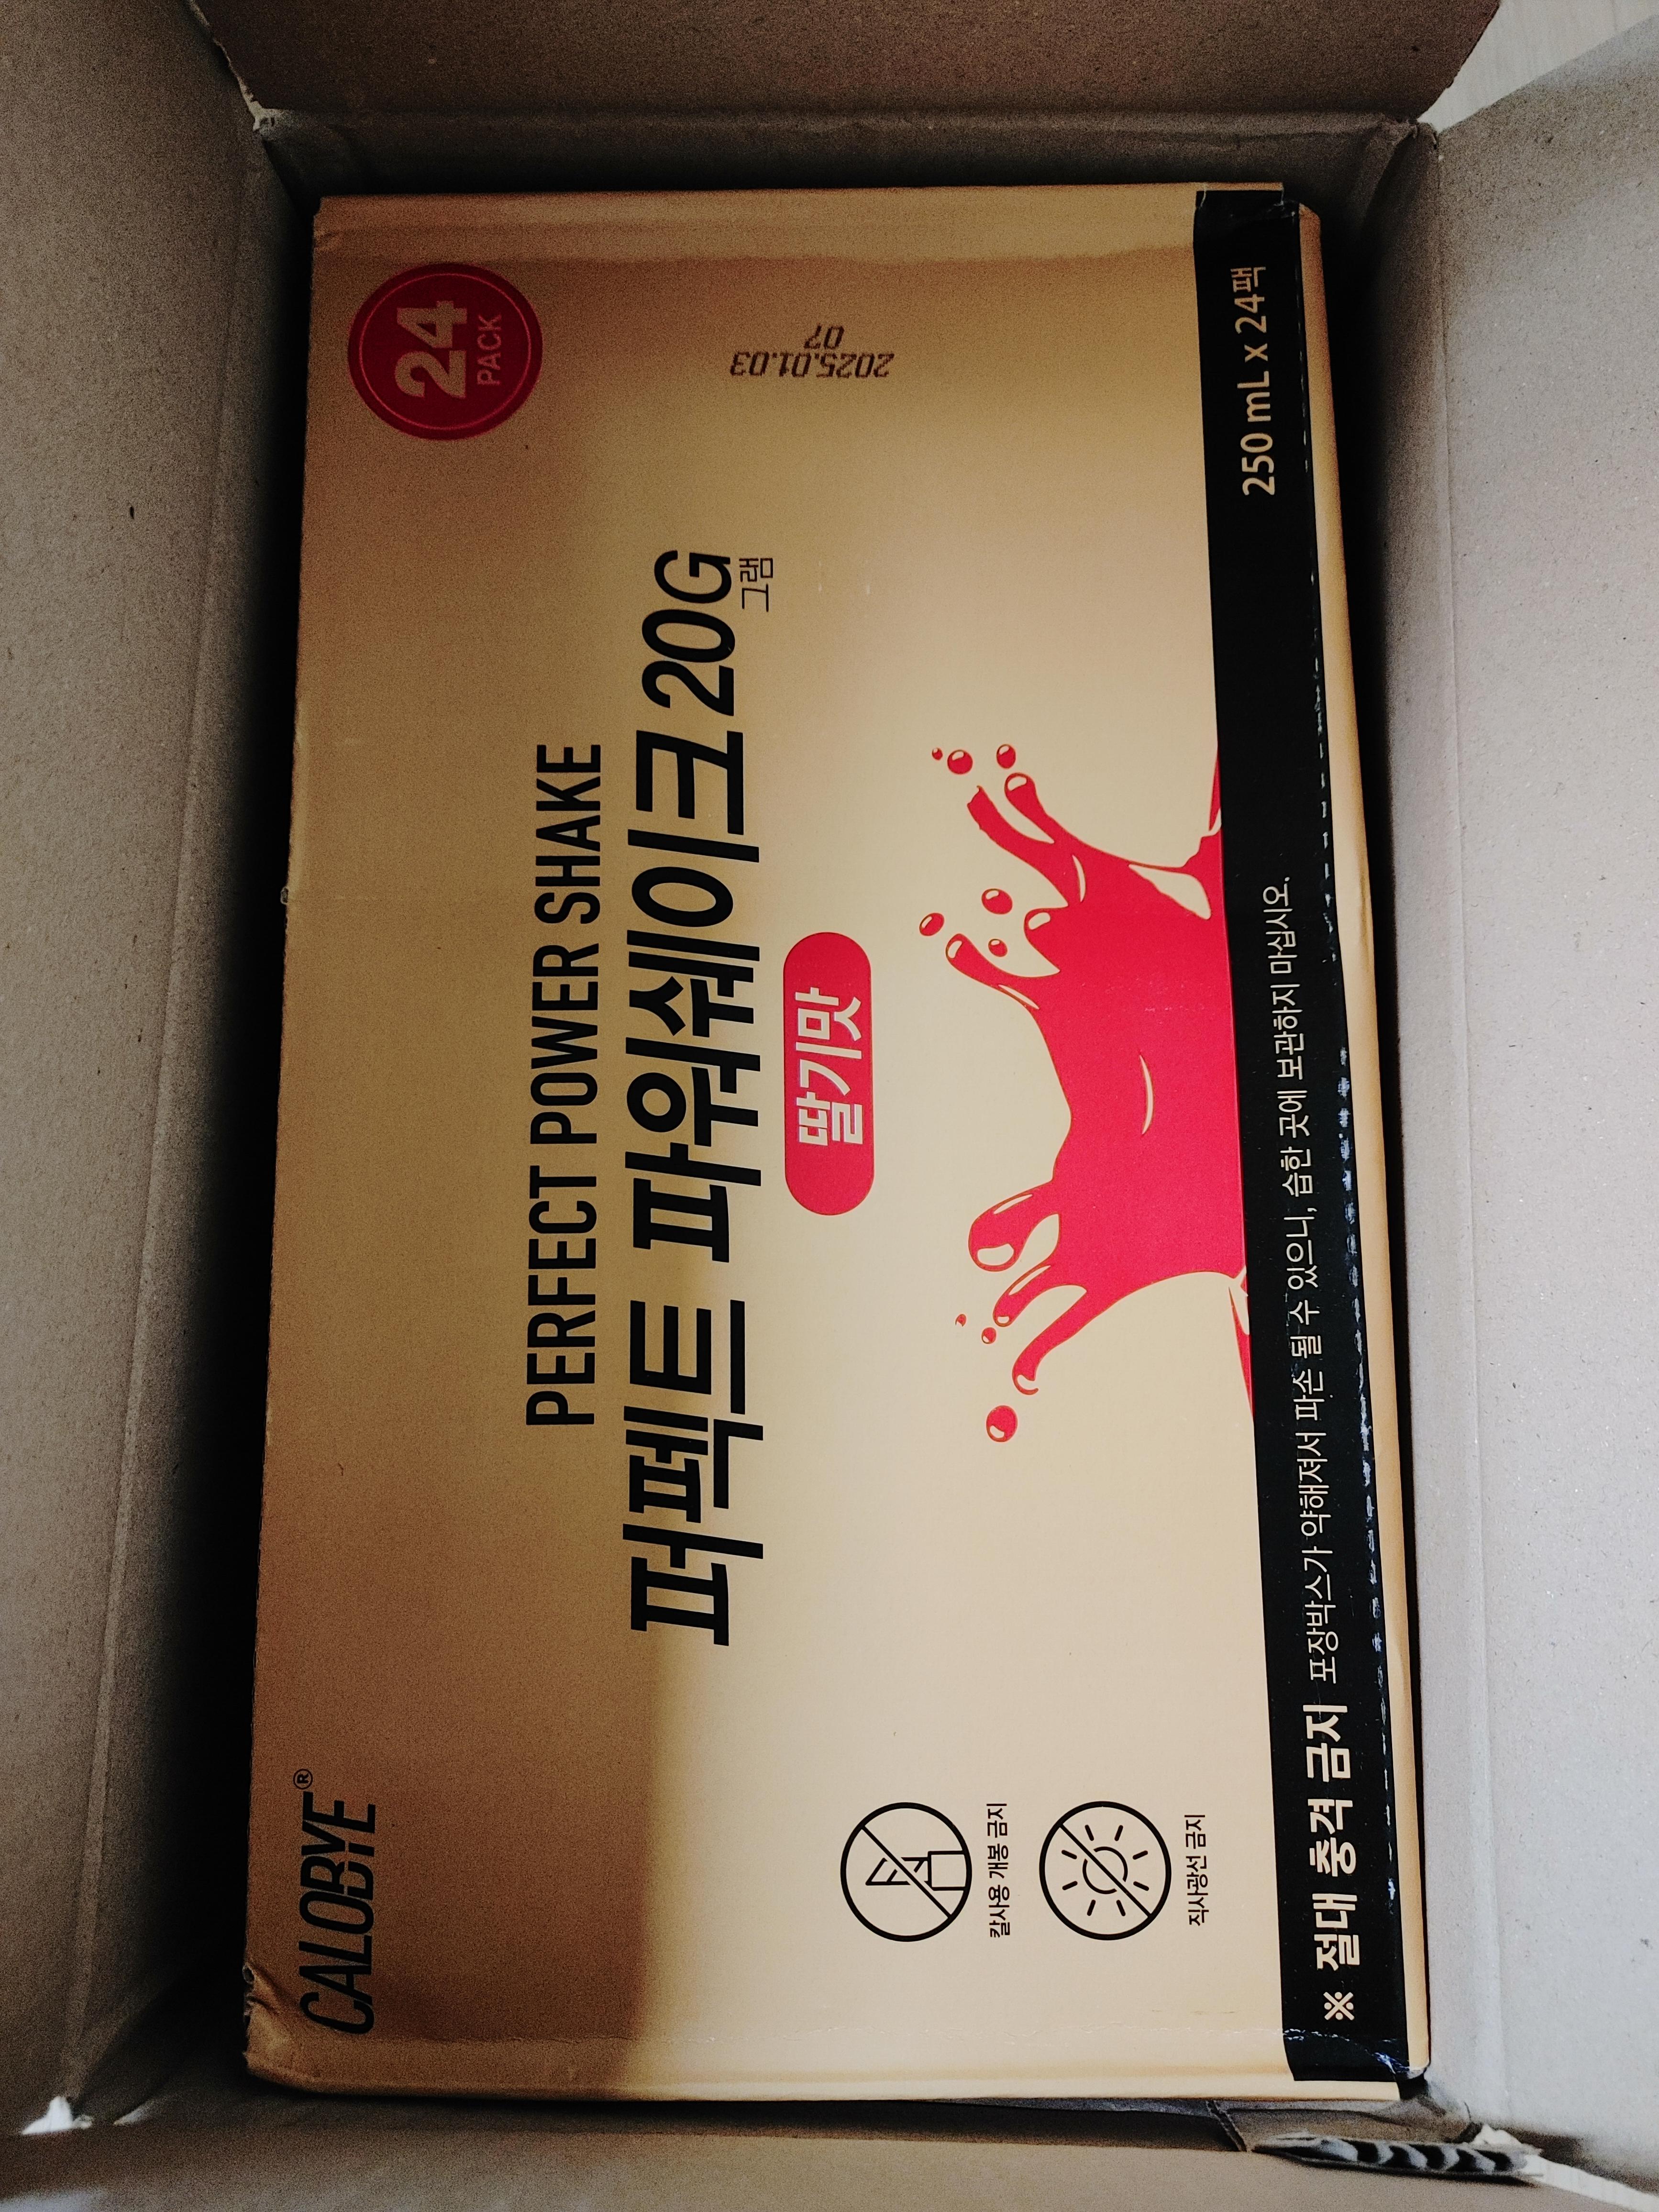 CALOBYE®
24
PACK
PERFECT POWER SHAKE
퍼펙트 파워쉐이크 20G
그램
딸기맛
2025.01.03
07
칼사용 개봉 금지
직사광선 금지
※ 절대 충격 금지 포장박스가 약해져서 파손 될 수 있으니, 습한 곳에 보관하지 마십시오.
250 mL x 24팩